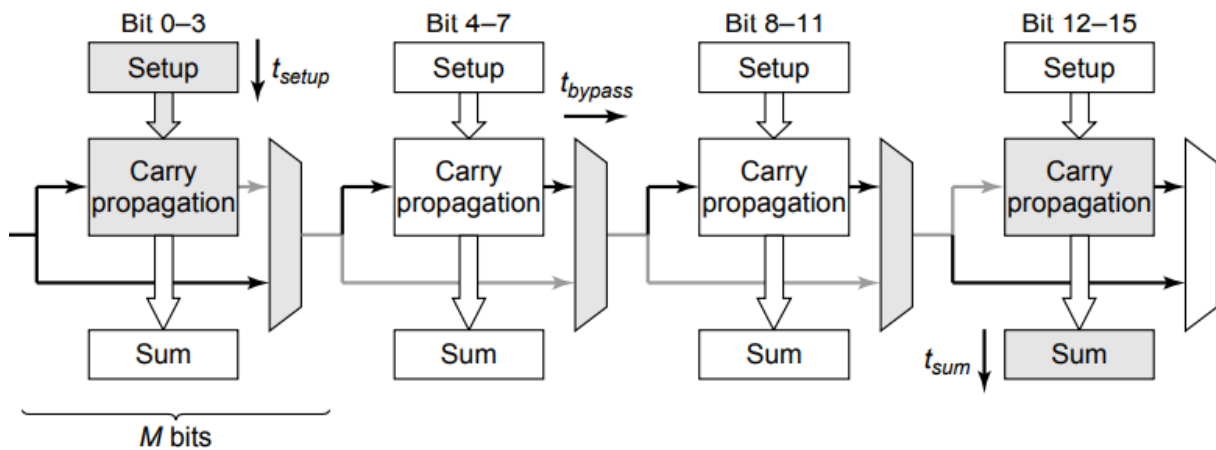 Bit 0–3
Bit 4–7
Bit 8–11
Bit 12–15
Setup
t_setup
Setup
t_bypass
Setup
Setup
Carry
propagation
Carry
propagation
Carry
propagation
Carry
propagation
Sum
Sum
Sum
t_sum
Sum
M bits